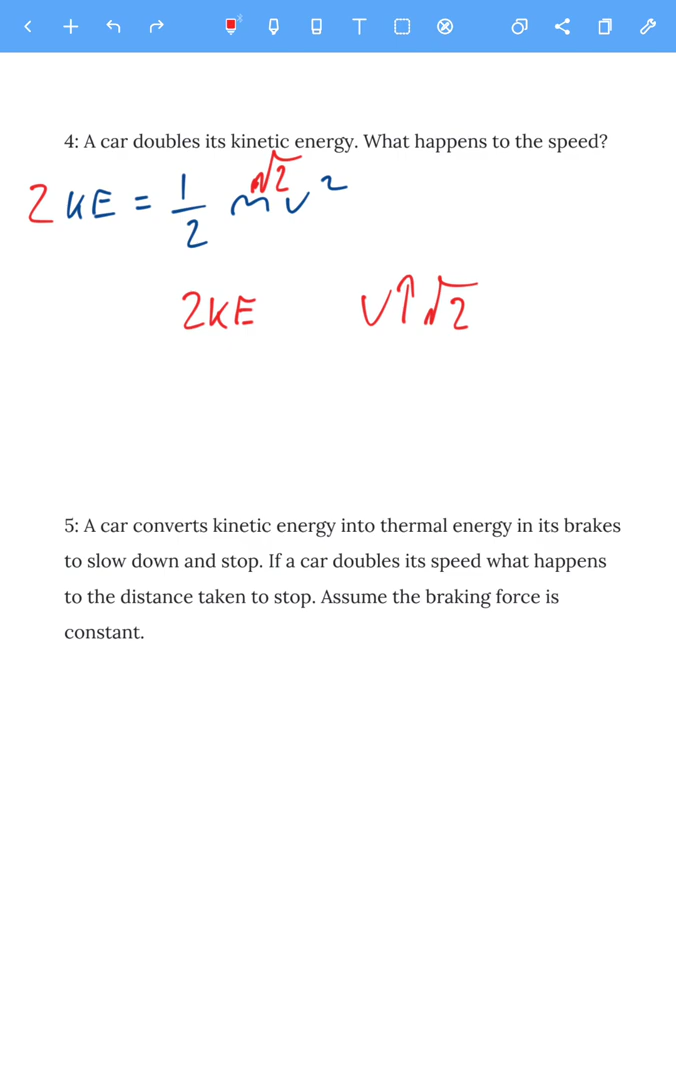 4: A car doubles its kinetic energy. What happens to the speed?
2 KE = 1/2 m √2 v²
2KE V↑√2
5: A car converts kinetic energy into thermal energy in its brakes
to slow down and stop. If a car doubles its speed what happens
to the distance taken to stop. Assume the braking force is
constant.